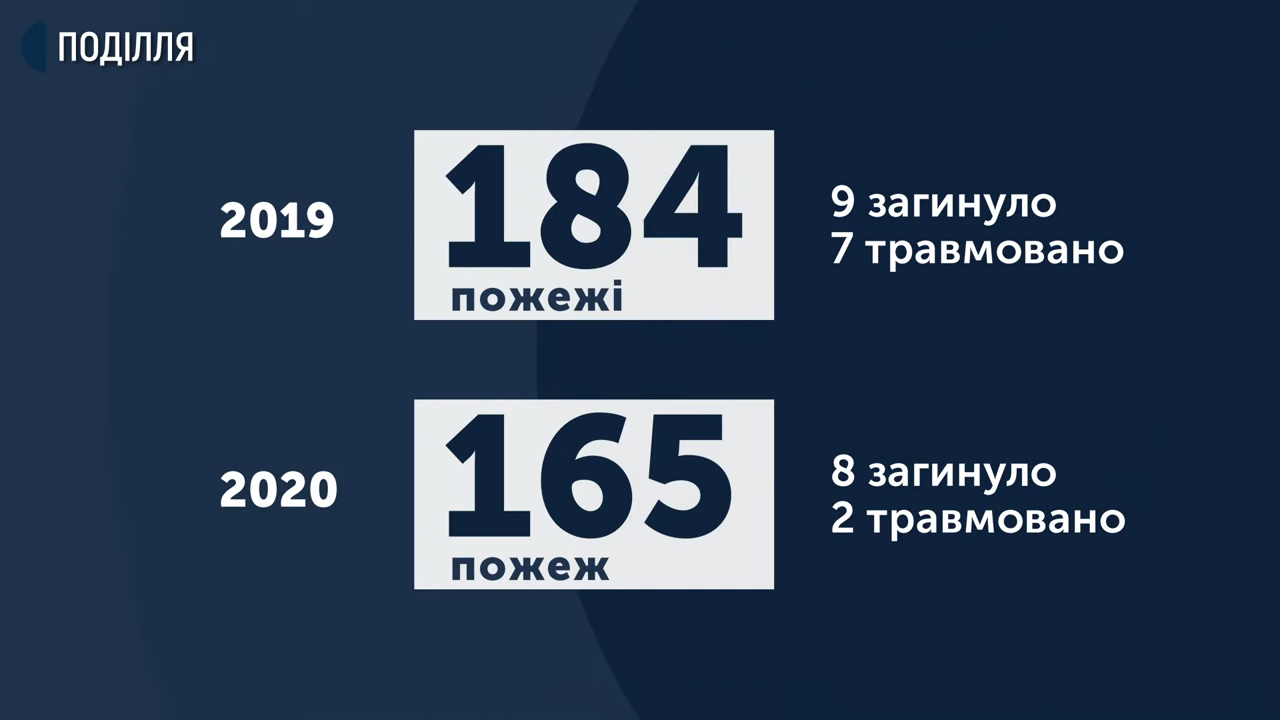 ПОДІЛЛЯ
2019
184
пожежі
9 загинуло
7 травмовано
2020
165
пожеж
8 загинуло
2 травмовано